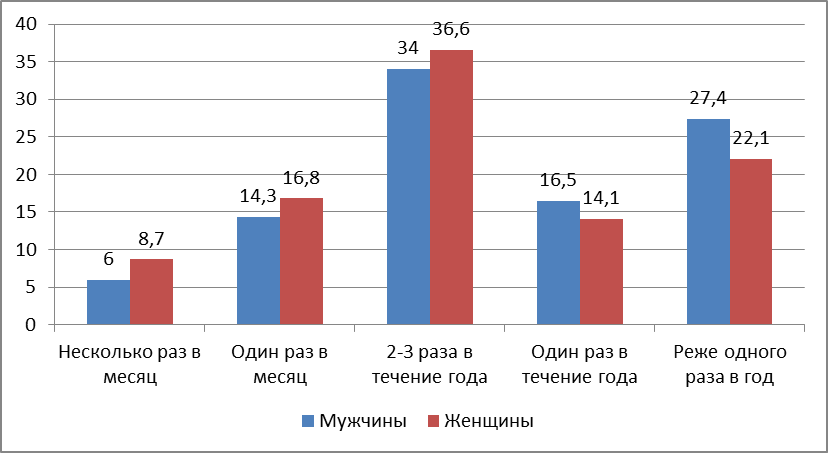 40
35
30
25
20
15
10
5
0
6
8,7
14,3
16,8
34
36,6
16,5
14,1
27,4
22,1
Несколько раз в
месяц
Один раз в
месяц
2-3 раза в
течение года
Один раз в
течение года
Реже одного
раза в год
Мужчины
Женщины